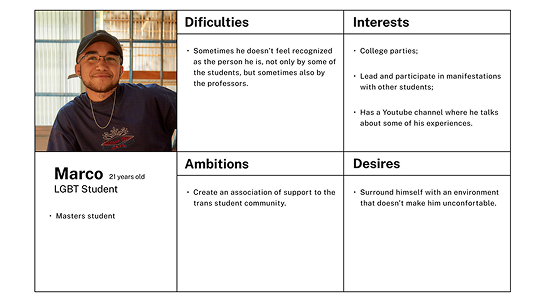 Dificulties
• Sometimes he doesn't feel recognized
as the person he is, not only by some of
the students, but sometimes also by
the professors.
Interests
• College parties;
• Lead and participate in manifestations
with other students;
• Has a Youtube channel where he talks
about some of his experiences.
Marco 21 years old
LGBT Student
• Masters student
Ambitions
• Create an association of support to the
trans student community.
Desires
• Surround himself with an environment
that doesn't make him unconfortable.